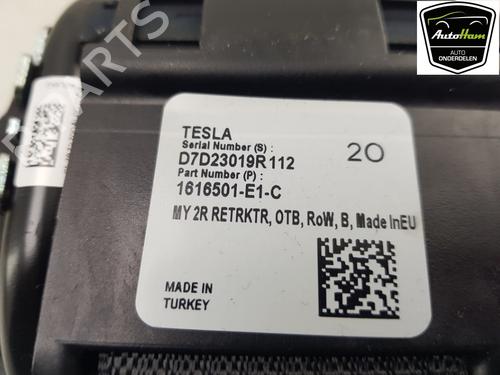 PARTS
AutoHam
AUTO
ONDERDELEN
TESLA
Serial Number (S) :
D7D23019R112
20
Part Number (P) :
1616501-E1-C
MY 2R RETRKTR, OTB, RoW, B, Made InEU
MADE IN
TURKEY